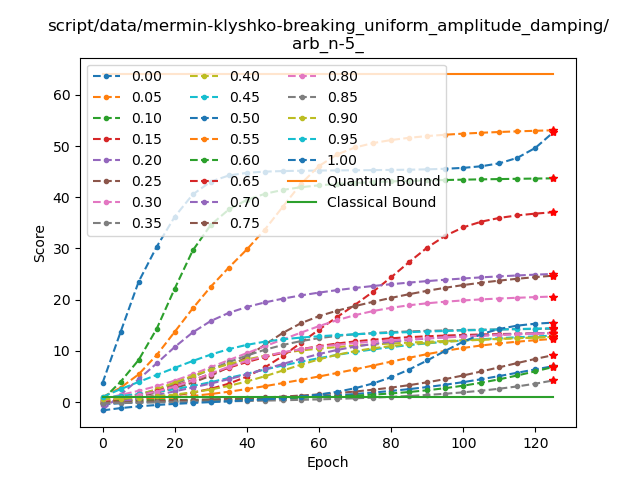 script/data/mermin-klyshko-breaking_uniform_amplitude_damping/
arb_n-5_
0.00 0.40 0.80
0.05 0.45 0.85
0.10 0.50 0.90
0.15 0.55 0.95
0.20 0.60 1.00
0.25 0.65 Quantum Bound
0.30 0.70 Classical Bound
0.35 0.75
60
50
40
30
20
10
0
Score
0 20 40 60 80 100 120
Epoch